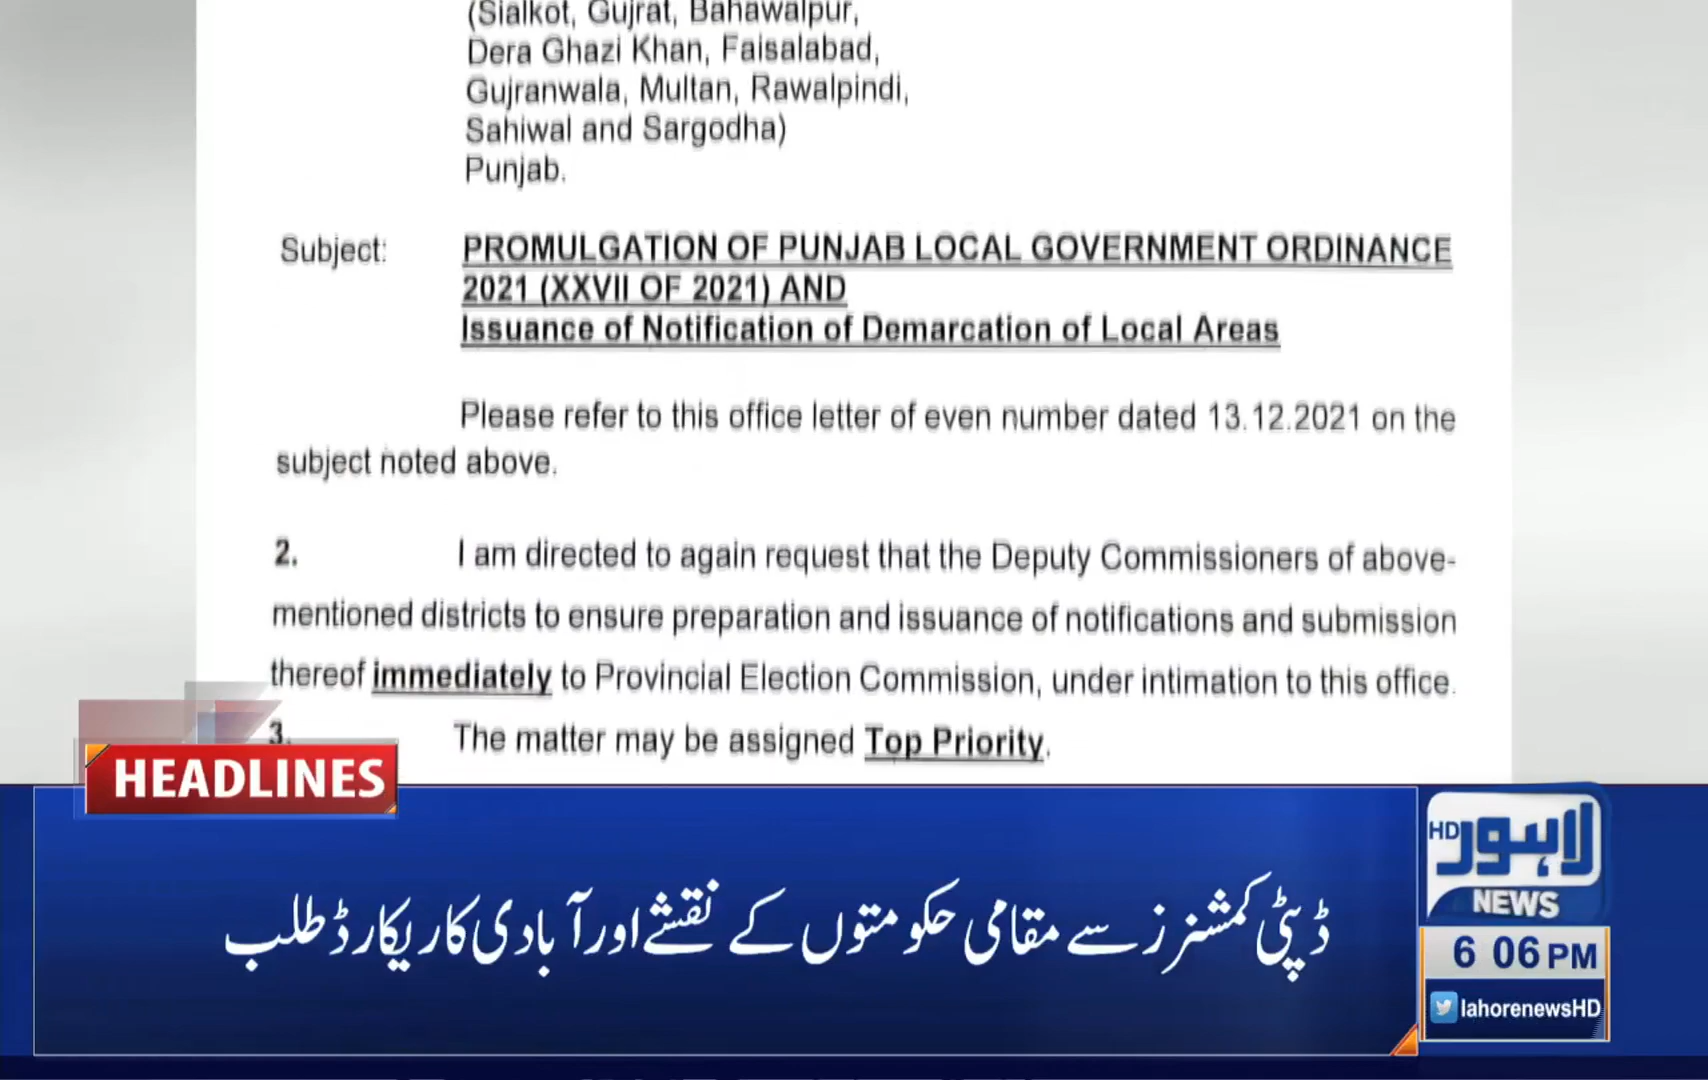 (Sialkot, Gujrat, Bahawalpur,
Dera Ghazi Khan, Faisalabad,
Gujranwala, Multan, Rawalpindi,
Sahiwal and Sargodha)
Punjab.
Subject: PROMULGATION OF PUNJAB LOCAL GOVERNMENT ORDINANCE
2021 (XXVII OF 2021) AND
Issuance of Notification of Demarcation of Local Areas
Please refer to this office letter of even number dated 13.12.2021 on the
subject noted above.
2. I am directed to again request that the Deputy Commissioners of above-
mentioned districts to ensure preparation and issuance of notifications and submission
thereof immediately to Provincial Election Commission, under intimation to this office.
3. The matter may be assigned Top Priority.
HEADLINES
ڈپٹی کمشنرز سے مقامی حکومتوں کے نقشے اور آبادی کا ریکارڈ طلب
لاہور HD
NEWS
6 06 PM
lahorenewsHD